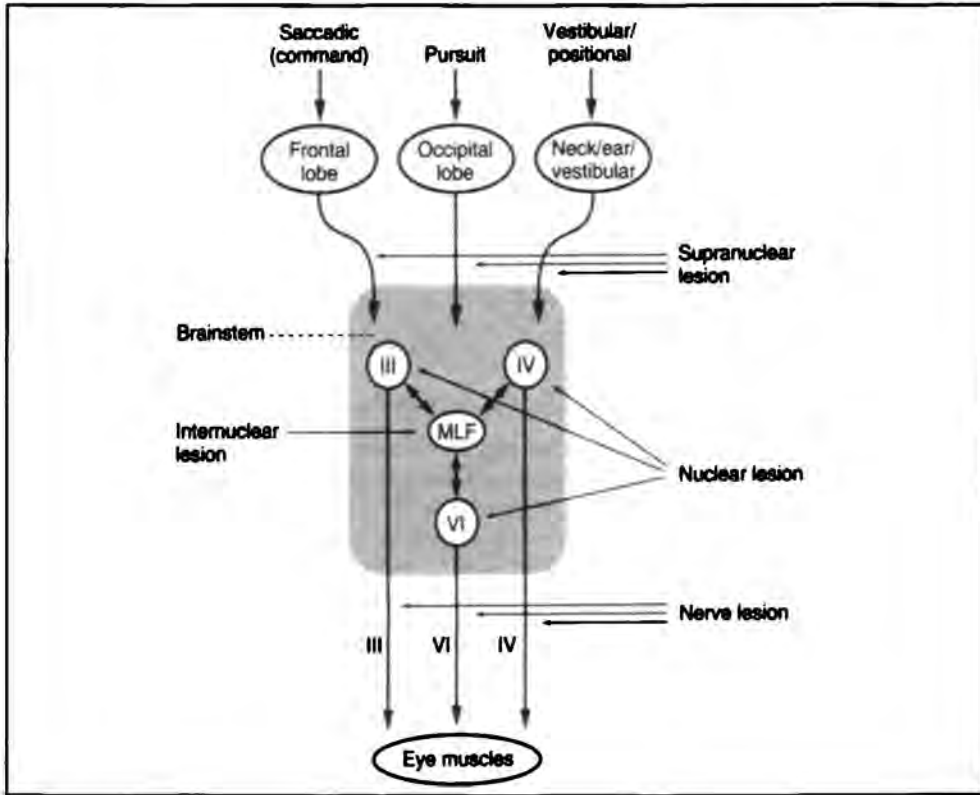 Saccadic
(command)
Pursuit
Vestibular/
positional
Frontal
lobe
Occipital
lobe
Neck/ear/
vestibular
Supranuclear
lesion
Brainstem
III
IV
Internuclear
lesion
MLF
Nuclear lesion
VI
Nerve lesion
III
VI
IV
Eye muscles